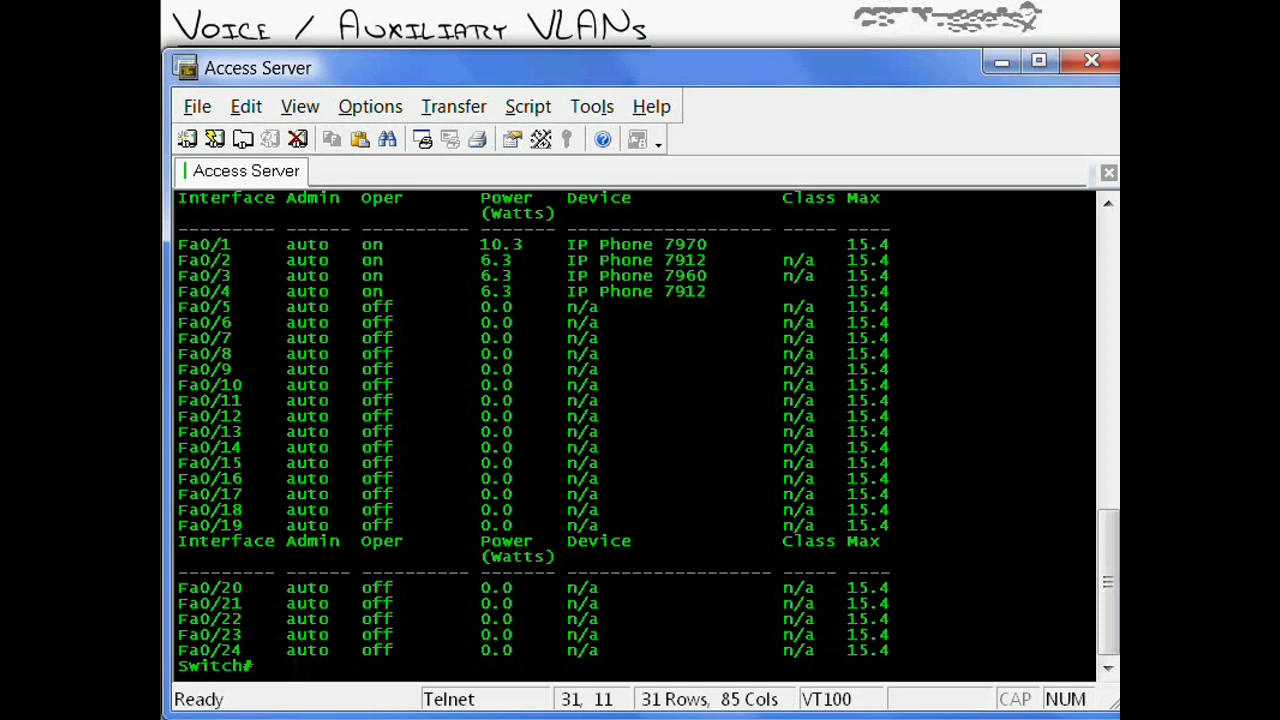 VOICE / AUXILIARY VLANS
Access Server
File Edit View Options Transfer Script Tools Help
Access Server
Interface Admin Oper Power Device Class Max
(Watts)
--------- ------ ---------- ------- ------------------- ----- ----
Fa0/1 auto on 10.3 IP Phone 7970 15.4
Fa0/2 auto on 6.3 IP Phone 7912 n/a 15.4
Fa0/3 auto on 6.3 IP Phone 7960 n/a 15.4
Fa0/4 auto on 6.3 IP Phone 7912 15.4
Fa0/5 auto off 0.0 n/a n/a 15.4
Fa0/6 auto off 0.0 n/a n/a 15.4
Fa0/7 auto off 0.0 n/a n/a 15.4
Fa0/8 auto off 0.0 n/a n/a 15.4
Fa0/9 auto off 0.0 n/a n/a 15.4
Fa0/10 auto off 0.0 n/a n/a 15.4
Fa0/11 auto off 0.0 n/a n/a 15.4
Fa0/12 auto off 0.0 n/a n/a 15.4
Fa0/13 auto off 0.0 n/a n/a 15.4
Fa0/14 auto off 0.0 n/a n/a 15.4
Fa0/15 auto off 0.0 n/a n/a 15.4
Fa0/16 auto off 0.0 n/a n/a 15.4
Fa0/17 auto off 0.0 n/a n/a 15.4
Fa0/18 auto off 0.0 n/a n/a 15.4
Fa0/19 auto off 0.0 n/a n/a 15.4
Interface Admin Oper Power Device Class Max
(Watts)
--------- ------ ---------- ------- ------------------- ----- ----
Fa0/20 auto off 0.0 n/a n/a 15.4
Fa0/21 auto off 0.0 n/a n/a 15.4
Fa0/22 auto off 0.0 n/a n/a 15.4
Fa0/23 auto off 0.0 n/a n/a 15.4
Fa0/24 auto off 0.0 n/a n/a 15.4
Switch#
Ready Telnet 31, 11 31 Rows, 85 Cols VT100 CAP NUM